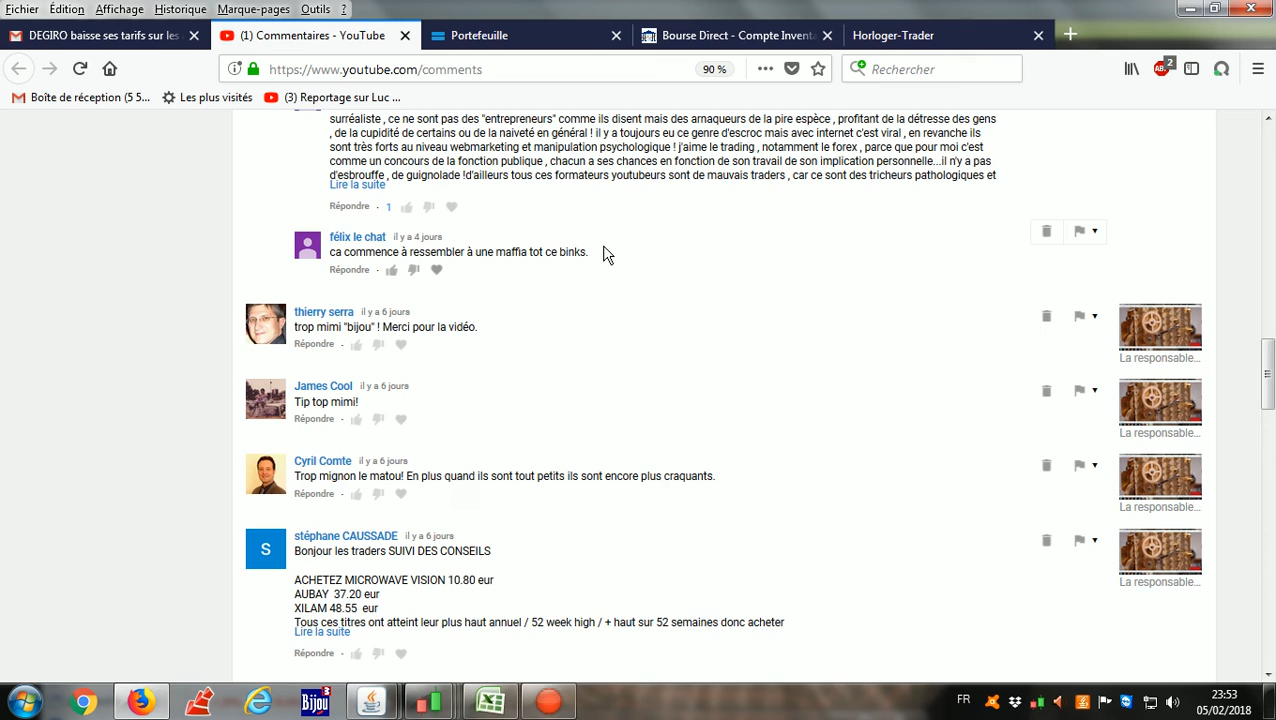 Fichier Édition Affichage Historique Marque-pages Outils ?
DEGIRO baisse ses tarifs sur les
(1) Commentaires - YouTube
Portefeuille
Bourse Direct - Compte Inventa
Horloger-Trader
https://www.youtube.com/comments
90 %
Rechercher
2
Boîte de réception (5 5... Les plus visités (3) Reportage sur Luc ...
surréaliste , ce ne sont pas des "entrepreneurs" comme ils disent mais des arnaqueurs de la pire espèce , profitant de la détresse des gens
, de la cupidité de certains ou de la naiveté en général ! il y a toujours eu ce genre d'escroc mais avec internet c'est viral , en revanche ils
sont très forts au niveau webmarketing et manipulation psychologique ! j'aime le trading , notamment le forex , parce que pour moi c'est
comme un concours de la fonction publique , chacun a ses chances en fonction de son travail de son implication personnelle...il n'y a pas
d'esbrouffe , de guignolade !d'ailleurs tous ces formateurs youtubeurs sont de mauvais traders , car ce sont des tricheurs pathologiques et
Lire la suite
Répondre · 1
félix le chat il y a 4 jours
ca commence à ressembler à une maffia tot ce binks.
Répondre ·
thierry serra il y a 6 jours
trop mimi "bijou" ! Merci pour la vidéo.
Répondre ·
La responsable...
James Cool il y a 6 jours
Tip top mimi!
Répondre ·
La responsable...
Cyril Comte il y a 6 jours
Trop mignon le matou! En plus quand ils sont tout petits ils sont encore plus craquants.
Répondre ·
La responsable...
S
stéphane CAUSSADE il y a 6 jours
Bonjour les traders SUIVI DES CONSEILS
ACHETEZ MICROWAVE VISION 10.80 eur
AUBAY 37.20 eur
XILAM 48.55 eur
Tous ces titres ont atteint leur plus haut annuel / 52 week high / + haut sur 52 semaines donc acheter
Lire la suite
Répondre ·
La responsable...
Bijou
3
FR
23:53
05/02/2018